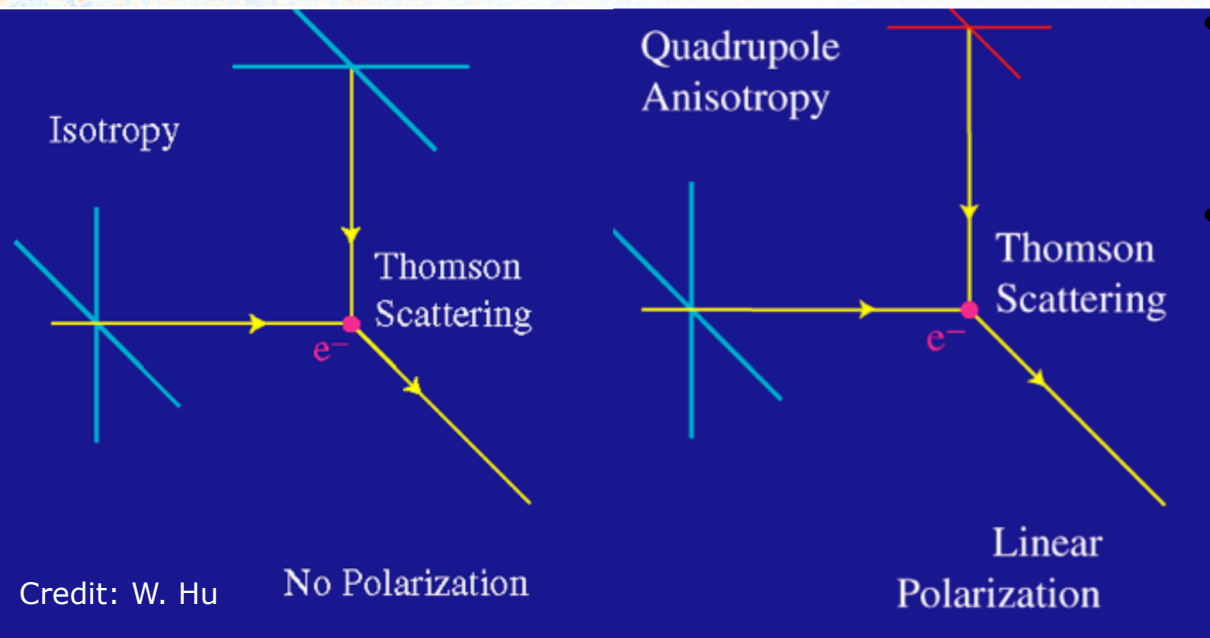 Isotropy
Thomson
Scattering
e−
No Polarization
Credit: W. Hu
Quadrupole
Anisotropy
Thomson
Scattering
e−
Linear
Polarization